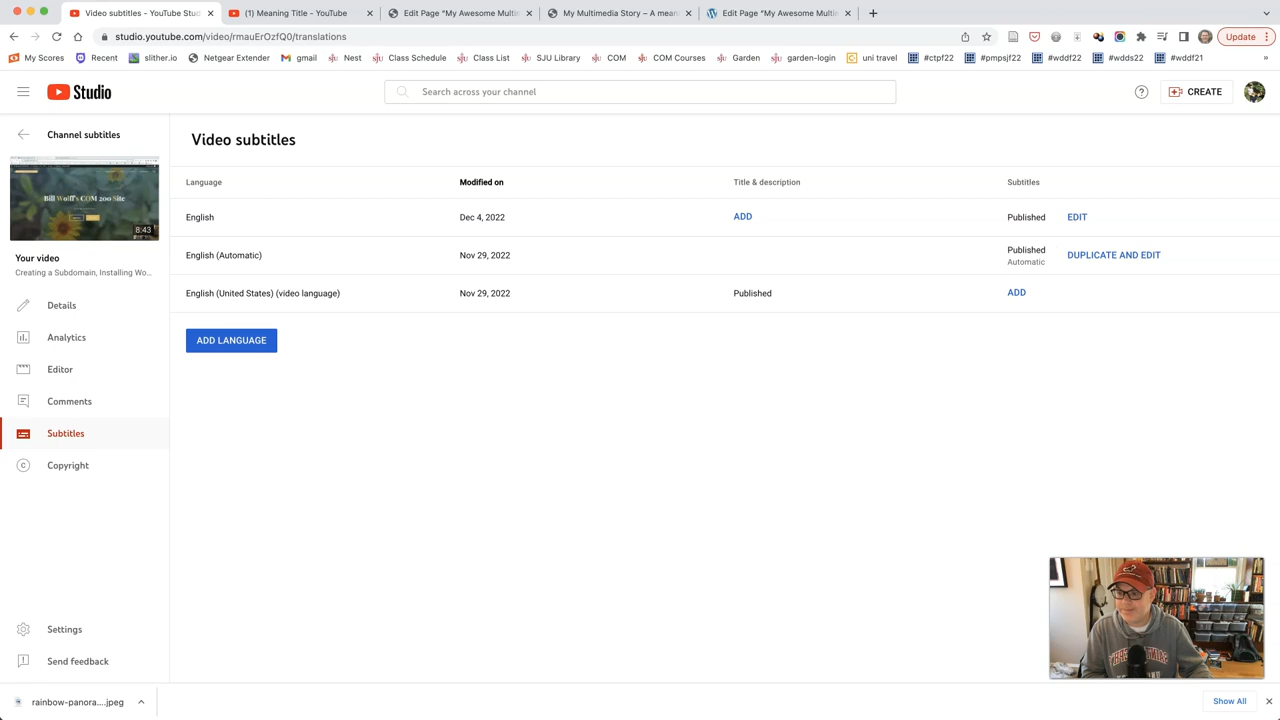 Video subtitles - YouTube Stud
(1) Meaning Title - YouTube
Edit Page “My Awesome Multim
My Multimedia Story – A mean
Edit Page “My Awesome Multim
studio.youtube.com/video/rmauErOzfQ0/translations
Update
My Scores
Recent
slither.io
Netgear Extender
gmail
Nest
Class Schedule
Class List
SJU Library
COM
COM Courses
Garden
garden-login
uni travel
#ctpf22
#pmpsjf22
#wddf22
#wdds22
#wddf21
»
Studio
Search across your channel
CREATE
Channel subtitles
Bill Wolff's COM 200 Site
8:43
Your video
Creating a Subdomain, Installing Wo...
Details
Analytics
Editor
Comments
Subtitles
Copyright
Settings
Send feedback
Video subtitles
Language Modified on Title & description Subtitles
English Dec 4, 2022 ADD Published EDIT
English (Automatic) Nov 29, 2022 Published Automatic DUPLICATE AND EDIT
English (United States) (video language) Nov 29, 2022 Published ADD
ADD LANGUAGE
rainbow-panora....jpeg
Show All